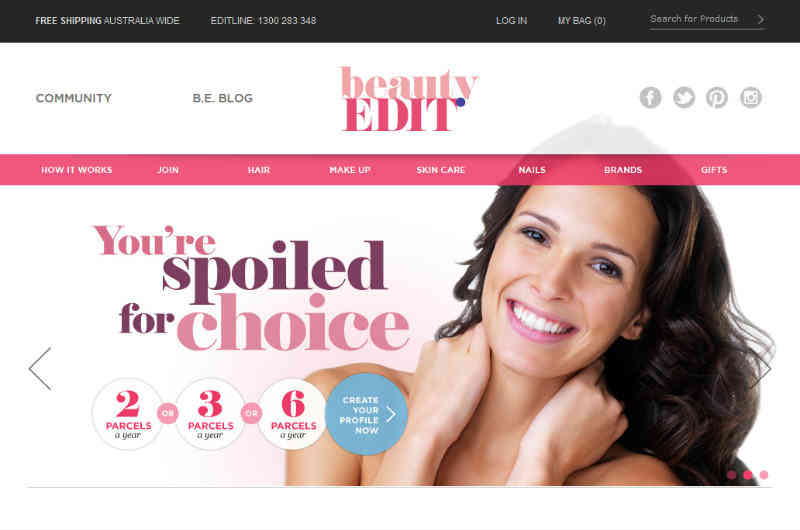 FREE SHIPPING AUSTRALIA WIDE
EDITLINE: 1300 283 348
LOG IN
MY BAG (0)
Search for Products
COMMUNITY
B.E. BLOG
beauty
EDIT
HOW IT WORKS
JOIN
HAIR
MAKE UP
SKIN CARE
NAILS
BRANDS
GIFTS
You're
spoiled
for choice
2
PARCELS
a year
OR
3
PARCELS
a year
OR
6
PARCELS
a year
CREATE
YOUR
PROFILE
NOW